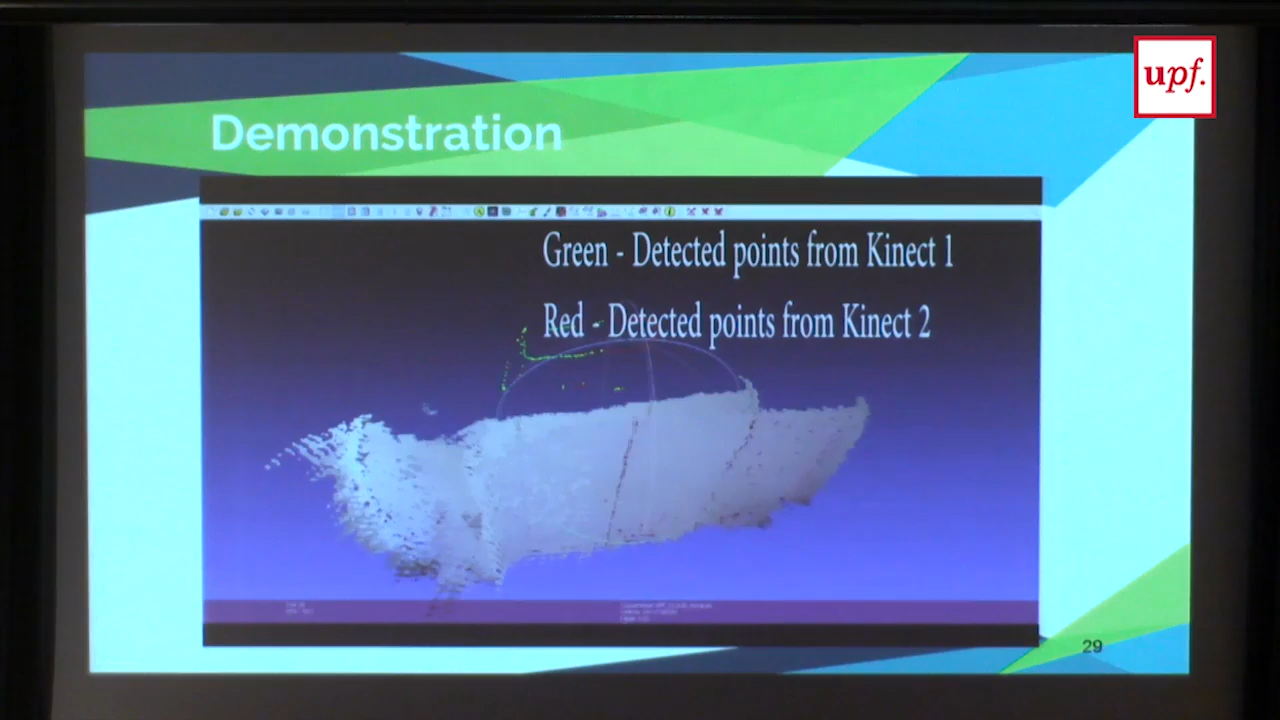 upf.
Demonstration
Green - Detected points from Kinect 1
Red - Detected points from Kinect 2
29